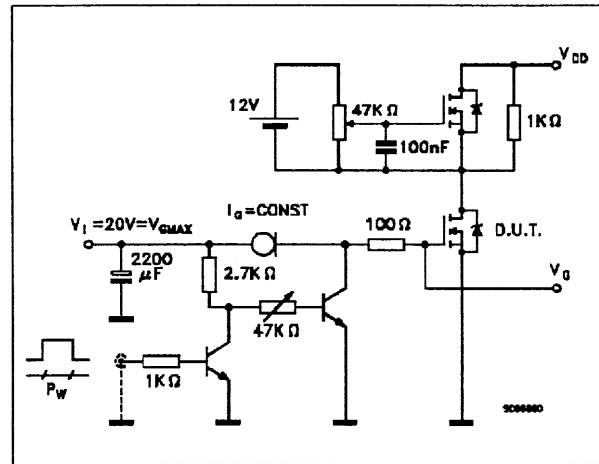 V_DD
12V
47KΩ
1KΩ
100nF
I_G=CONST
V_I=20V=V_GMAX
100Ω
D.U.T.
2200
μF
2.7KΩ
V_G
47KΩ
1KΩ
P_W